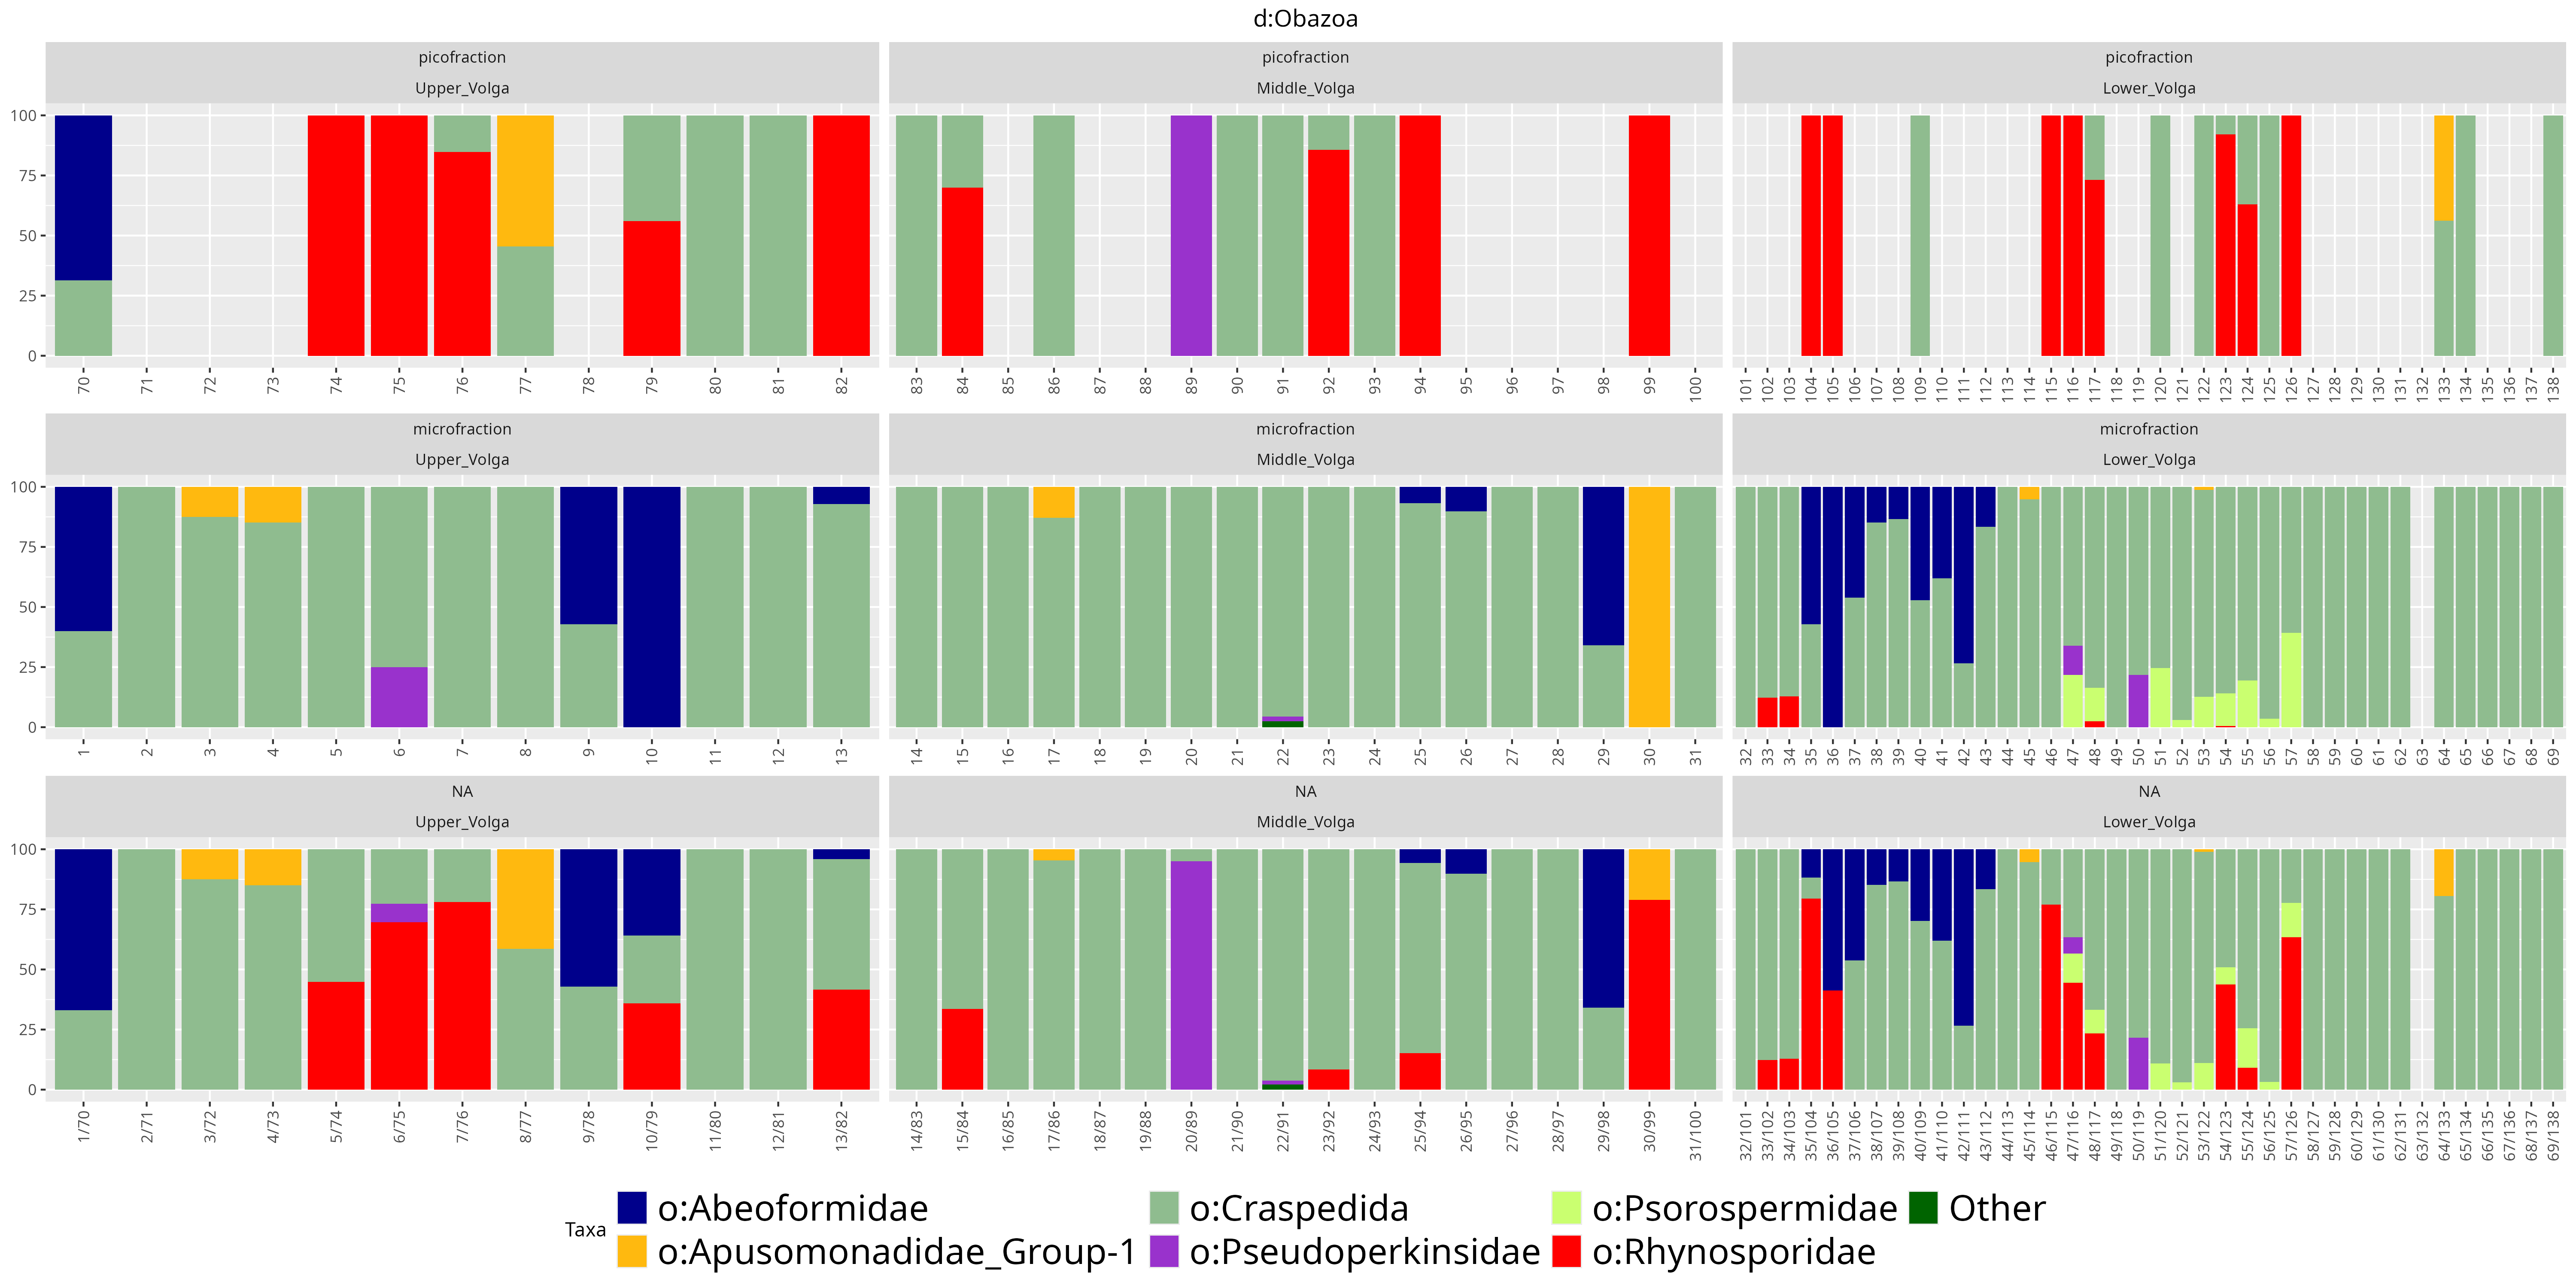 d:Obazoa
picofraction picofraction picofraction
Upper_Volga Middle_Volga Lower_Volga
100
75
50
25
0
70 71 72 73 74 75 76 77 78 79 80 81 82 83 84 85 86 87 88 89 90 91 92 93 94 95 96 97 98 99 100 101 102 103 104 105 106 107 108 109 110 111 112 113 114 115 116 117 118 119 120 121 122 123 124 125 126 127 128 129 130 131 132 133 134 135 136 137 138
microfraction microfraction microfraction
Upper_Volga Middle_Volga Lower_Volga
100
75
50
25
0
1 2 3 4 5 6 7 8 9 10 11 12 13 14 15 16 17 18 19 20 21 22 23 24 25 26 27 28 29 30 31 32 33 34 35 36 37 38 39 40 41 42 43 44 45 46 47 48 49 50 51 52 53 54 55 56 57 58 59 60 61 62 63 64 65 66 67 68 69
NA NA NA
Upper_Volga Middle_Volga Lower_Volga
100
75
50
25
0
1/70 2/71 3/72 4/73 5/74 6/75 7/76 8/77 9/78 10/79 11/80 12/81 13/82 14/83 15/84 16/85 17/86 18/87 19/88 20/89 21/90 22/91 23/92 24/93 25/94 26/95 27/96 28/97 29/98 30/99 31/100 32/101 33/102 34/103 35/104 36/105 37/106 38/107 39/108 40/109 41/110 42/111 43/112 44/113 45/114 46/115 47/116 48/117 49/118 50/119 51/120 52/121 53/122 54/123 55/124 56/125 57/126 58/127 59/128 60/129 61/130 62/131 63/132 64/133 65/134 66/135 67/136 68/137 69/138
Taxa
o:Abeoformidae o:Craspedida o:Psorospermidae Other
o:Apusomonadidae_Group-1 o:Pseudoperkinsidae o:Rhynosporidae